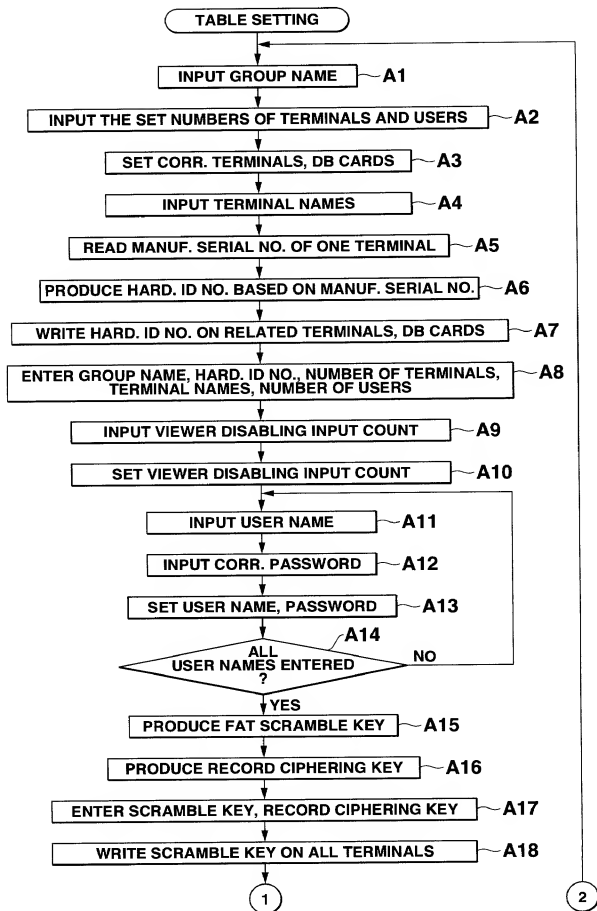 TABLE SETTING
INPUT GROUP NAME A1
INPUT THE SET NUMBERS OF TERMINALS AND USERS A2
SET CORR. TERMINALS, DB CARDS A3
INPUT TERMINAL NAMES A4
READ MANUF. SERIAL NO. OF ONE TERMINAL A5
PRODUCE HARD. ID NO. BASED ON MANUF. SERIAL NO. A6
WRITE HARD. ID NO. ON RELATED TERMINALS, DB CARDS A7
ENTER GROUP NAME, HARD. ID NO., NUMBER OF TERMINALS, A8
TERMINAL NAMES, NUMBER OF USERS
INPUT VIEWER DISABLING INPUT COUNT A9
SET VIEWER DISABLING INPUT COUNT A10
INPUT USER NAME A11
INPUT CORR. PASSWORD A12
SET USER NAME, PASSWORD A13
A14
ALL
USER NAMES ENTERED NO
?
YES
PRODUCE FAT SCRAMBLE KEY A15
PRODUCE RECORD CIPHERING KEY A16
ENTER SCRAMBLE KEY, RECORD CIPHERING KEY A17
WRITE SCRAMBLE KEY ON ALL TERMINALS A18
1 2